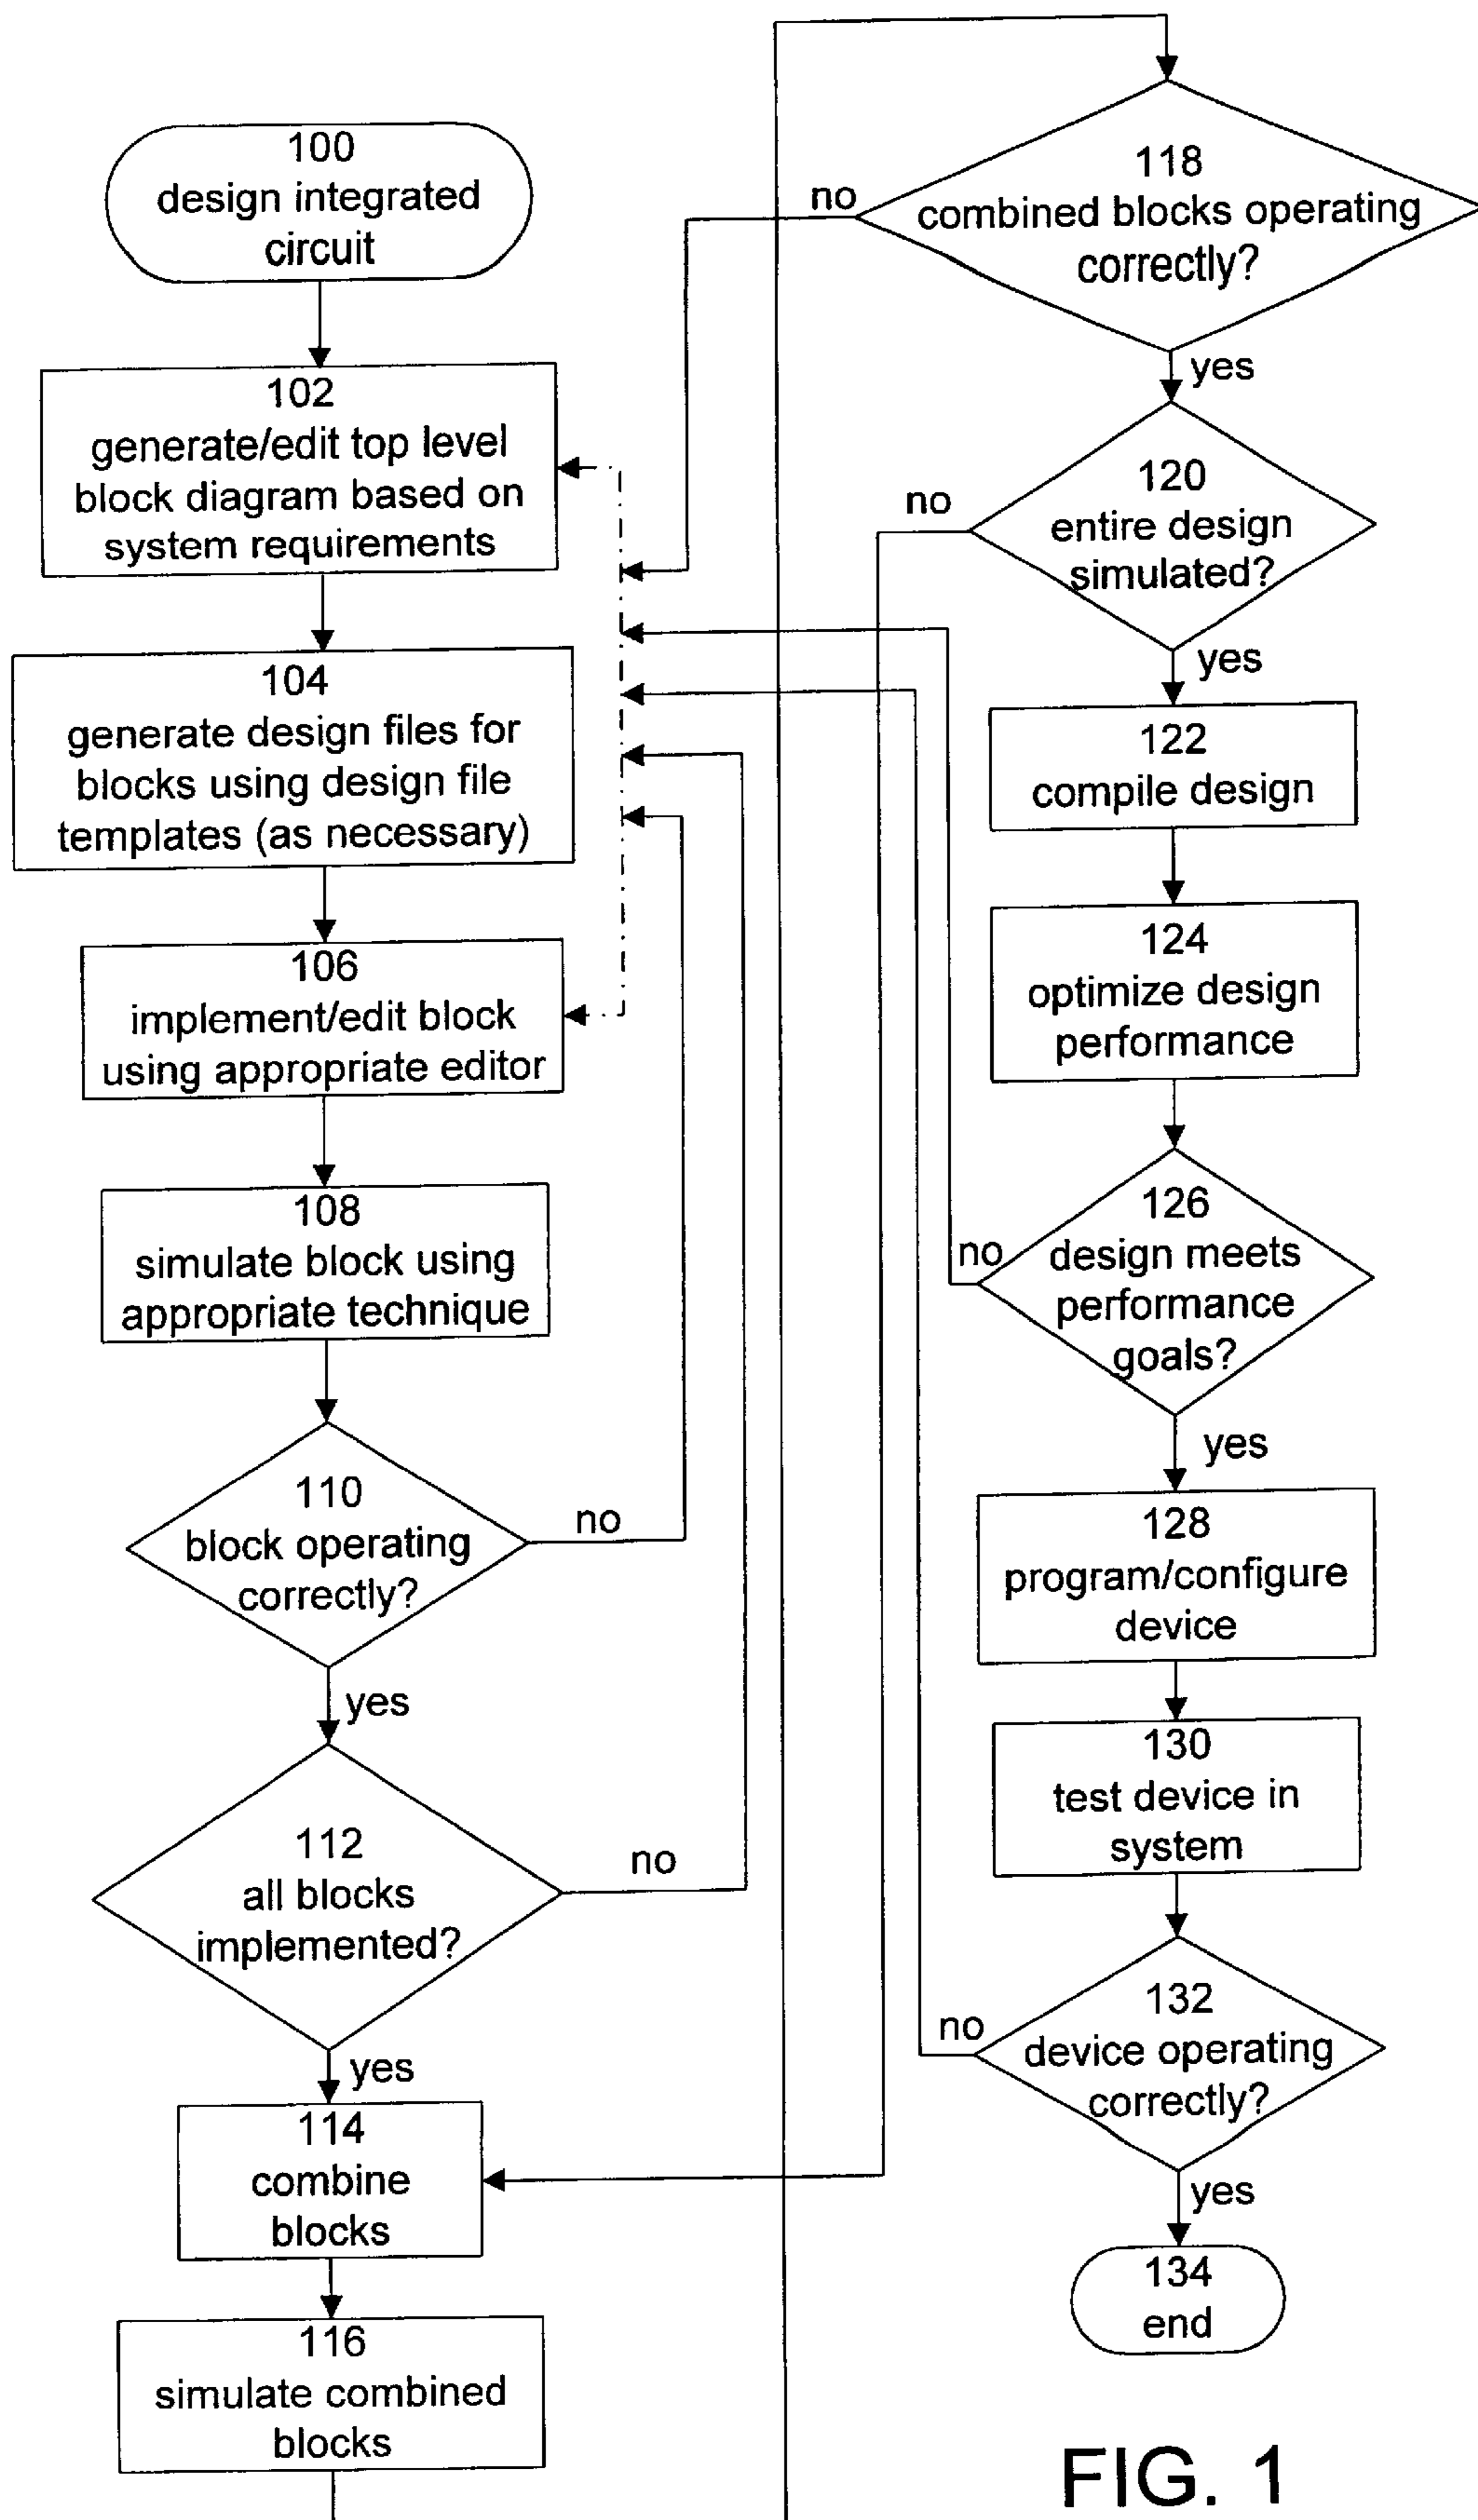 100
design integrated
circuit
102
generate/edit top level
block diagram based on
system requirements
104
generate design files for
blocks using design file
templates (as necessary)
106
implement/edit block
using appropriate editor
108
simulate block using
appropriate technique
110
block operating
correctly?
no
yes
112
all blocks
implemented?
no
yes
114
combine
blocks
116
simulate combined
blocks
118
combined blocks operating
correctly?
no
yes
120
entire design
simulated?
no
yes
122
compile design
124
optimize design
performance
126
design meets
performance
goals?
no
yes
128
program/configure
device
130
test device in
system
132
device operating
correctly?
no
yes
134
end
FIG. 1